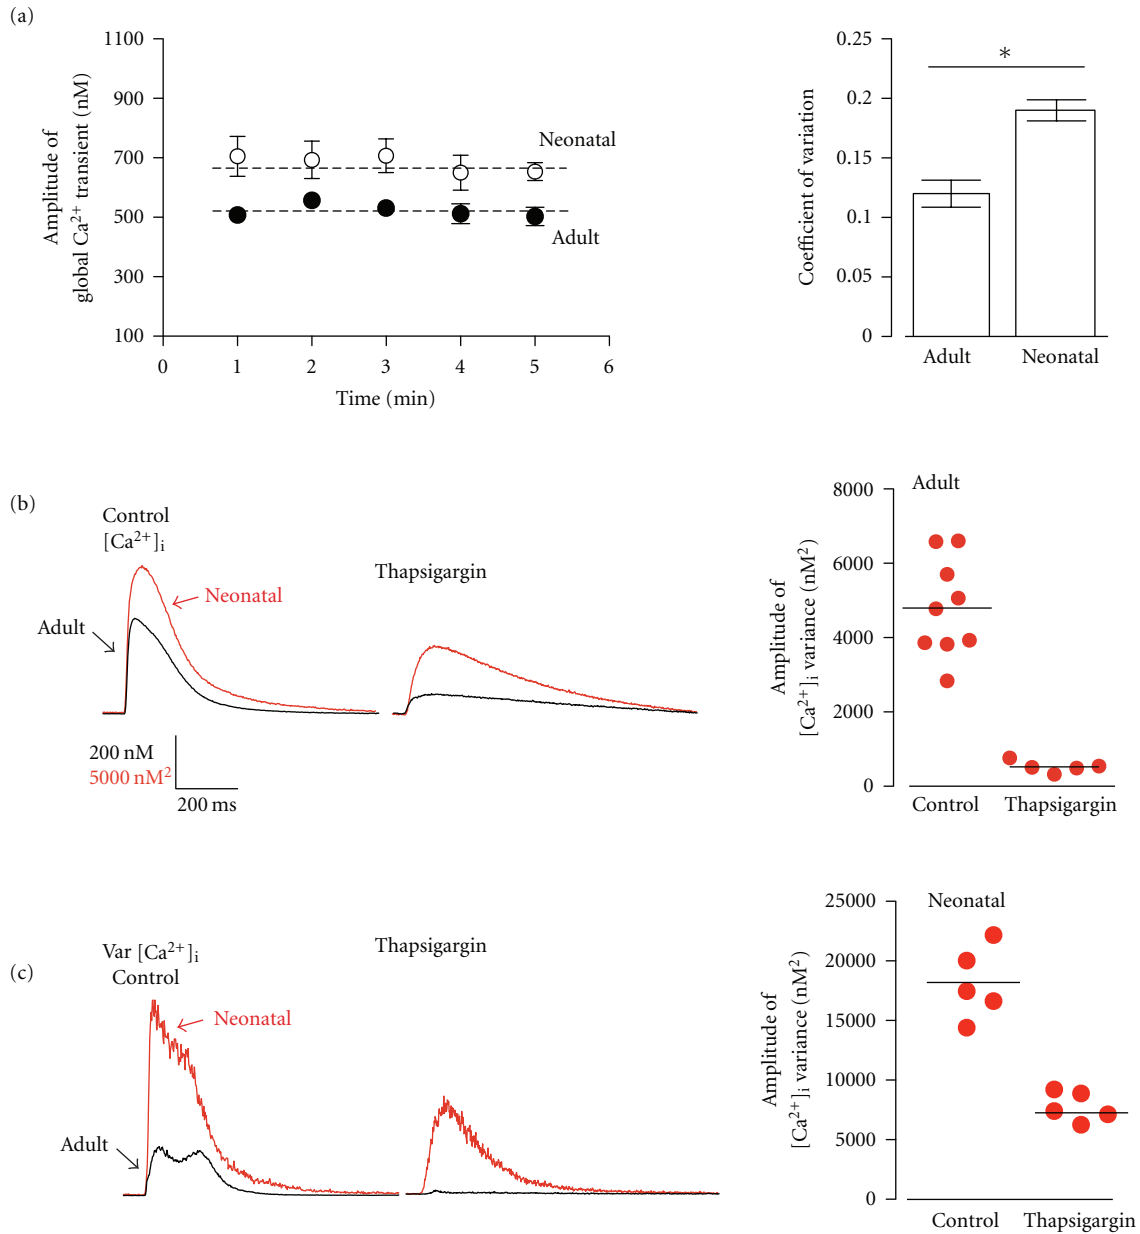 (a)
1100
900
700
500
300
100
0
1
2
3
4
5
6
Time (min)
Amplitude of
global Ca²⁺ transient (nM)
Neonatal
Adult
0.25
0.2
0.15
0.1
0.05
0
Coefficient of variation
*
Adult
Neonatal
(b)
Control
[Ca²⁺]i
Neonatal
Adult
Thapsigargin
200 nM
5000 nM²
200 ms
8000
6000
4000
2000
0
Amplitude of
[Ca²⁺]i variance (nM²)
Adult
Control
Thapsigargin
(c)
Var [Ca²⁺]i
Control
Neonatal
Adult
Thapsigargin
25000
20000
15000
10000
5000
0
Amplitude of
[Ca²⁺]i variance (nM²)
Neonatal
Control
Thapsigargin